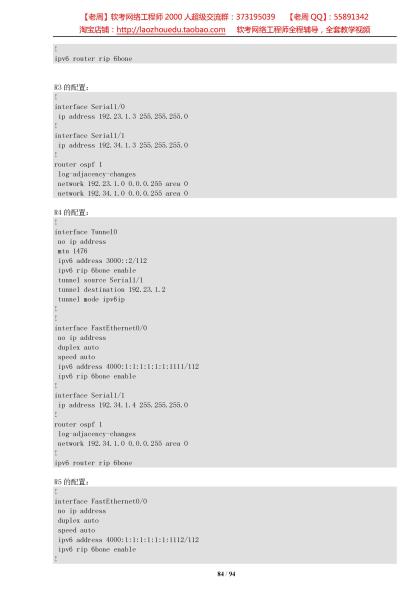 【老周】软考网络工程师 2000 人超级交流群：373195039 【老周 QQ】：55891342
淘宝店铺：http://laozhouedu.taobao.com 软考网络工程师全程辅导，全套教学视频
!
ipv6 router rip 6bone
R3 的配置：
!
interface Serial1/0
ip address 192.23.1.3 255.255.255.0
!
interface Serial1/1
ip address 192.34.1.3 255.255.255.0
!
router ospf 1
log-adjacency-changes
network 192.23.1.0 0.0.0.255 area 0
network 192.34.1.0 0.0.0.255 area 0
R4 的配置：
!
interface Tunnel0
no ip address
mtu 1476
ipv6 address 3000::2/112
ipv6 rip 6bone enable
tunnel source Serial1/1
tunnel destination 192.23.1.2
tunnel mode ipv6ip
!
!
interface FastEthernet0/0
no ip address
duplex auto
speed auto
ipv6 address 4000:1:1:1:1:1:1:1111/112
ipv6 rip 6bone enable
!
interface Serial1/1
ip address 192.34.1.4 255.255.255.0
!
router ospf 1
log-adjacency-changes
network 192.34.1.0 0.0.0.255 area 0
!
ipv6 router rip 6bone
R5 的配置：
!
interface FastEthernet0/0
no ip address
duplex auto
speed auto
ipv6 address 4000:1:1:1:1:1:1:1112/112
ipv6 rip 6bone enable
!
84 / 94